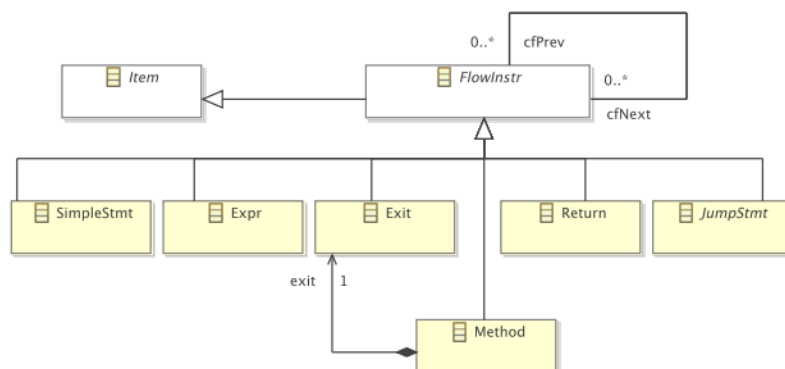 0..* cfPrev
Item FlowInstr 0..*
cfNext
SimpleStmt Expr Exit Return JumpStmt
exit 1
Method